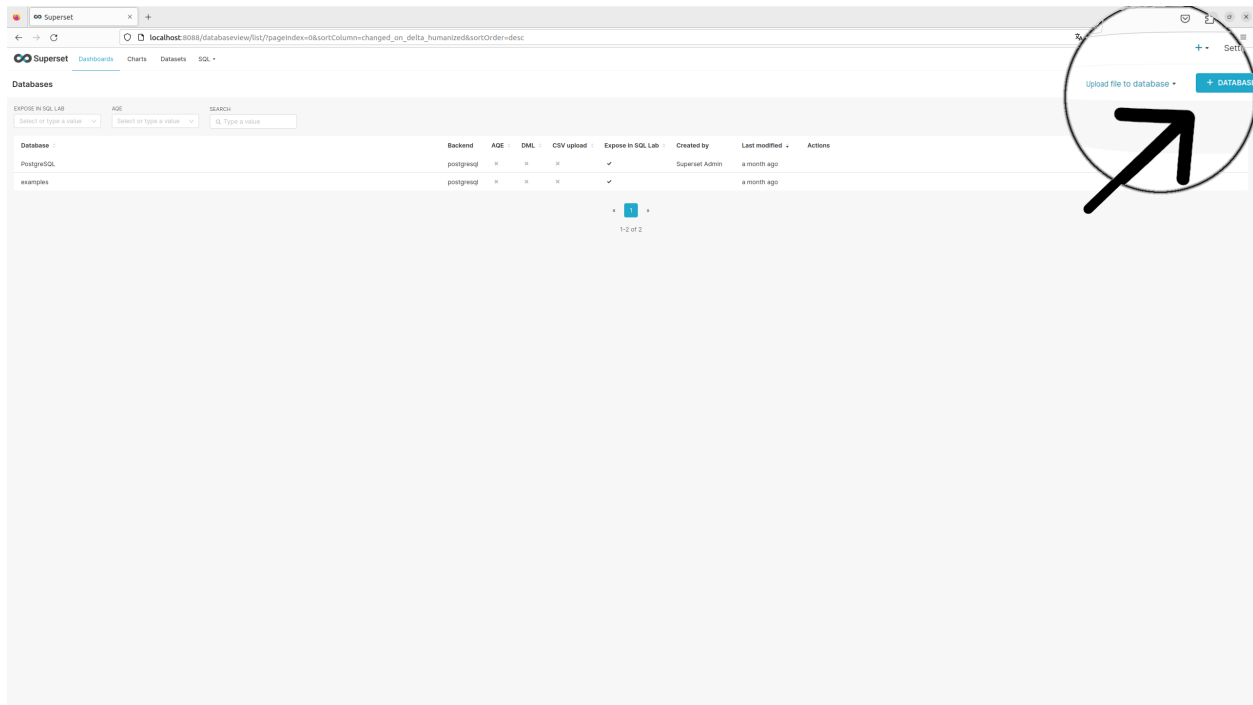 Superset
localhost:8088/databaseview/list/?pageIndex=0&sortColumn=changed_on_delta_humanized&sortOrder=desc
Superset Dashboards Charts Datasets SQL
Databases
Upload file to database + DATABAS
EXPOSE IN SQL LAB AQE SEARCH
Select or type a value Select or type a value Type a value
Database Backend AQE DML CSV upload Expose in SQL Lab Created by Last modified Actions
PostgreSQL postgresql Superset Admin a month ago
examples postgresql a month ago
« 1 »
1-2 of 2